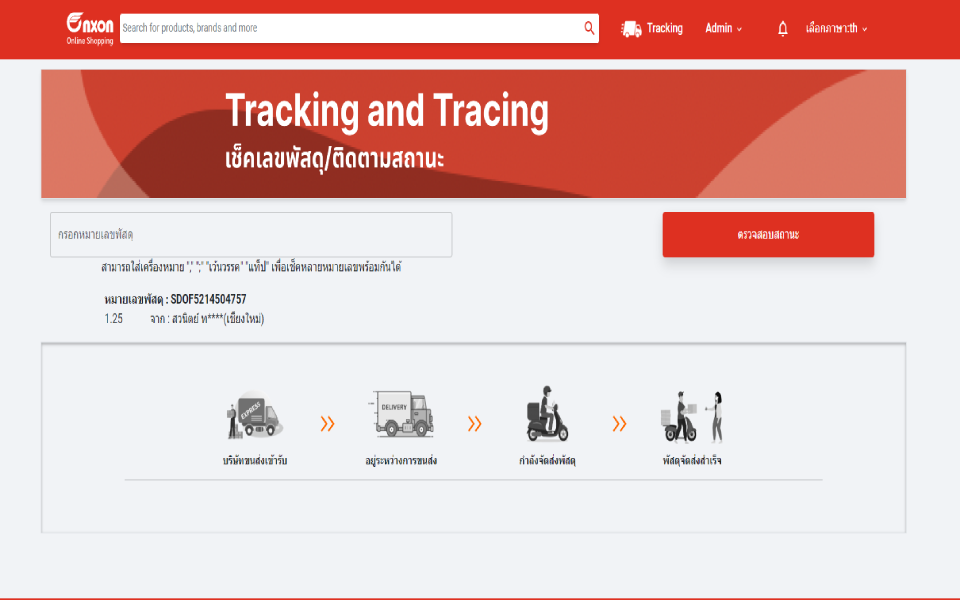 Onxon
Online Shopping
Search for products, brands and more
Tracking
Admin
เลือกภาษา:th
Tracking and Tracing
เช็คเลขพัสดุ/ติดตามสถานะ
กรอกหมายเลขพัสดุ
ตรวจสอบสถานะ
สามารถใส่เครื่องหมาย "," ";" "เว้นวรรค" "แท็ป" เพื่อเช็คหลายหมายเลขพร้อมกันได้
หมายเลขพัสดุ : SDOF5214504757
1.25 จาก : สวนิตย์ ท****(เชียงใหม่)
EXPRESS
DELIVERY
บริษัทขนส่งเข้ารับ
อยู่ระหว่างการขนส่ง
กำลังจัดส่งพัสดุ
พัสดุจัดส่งสำเร็จ